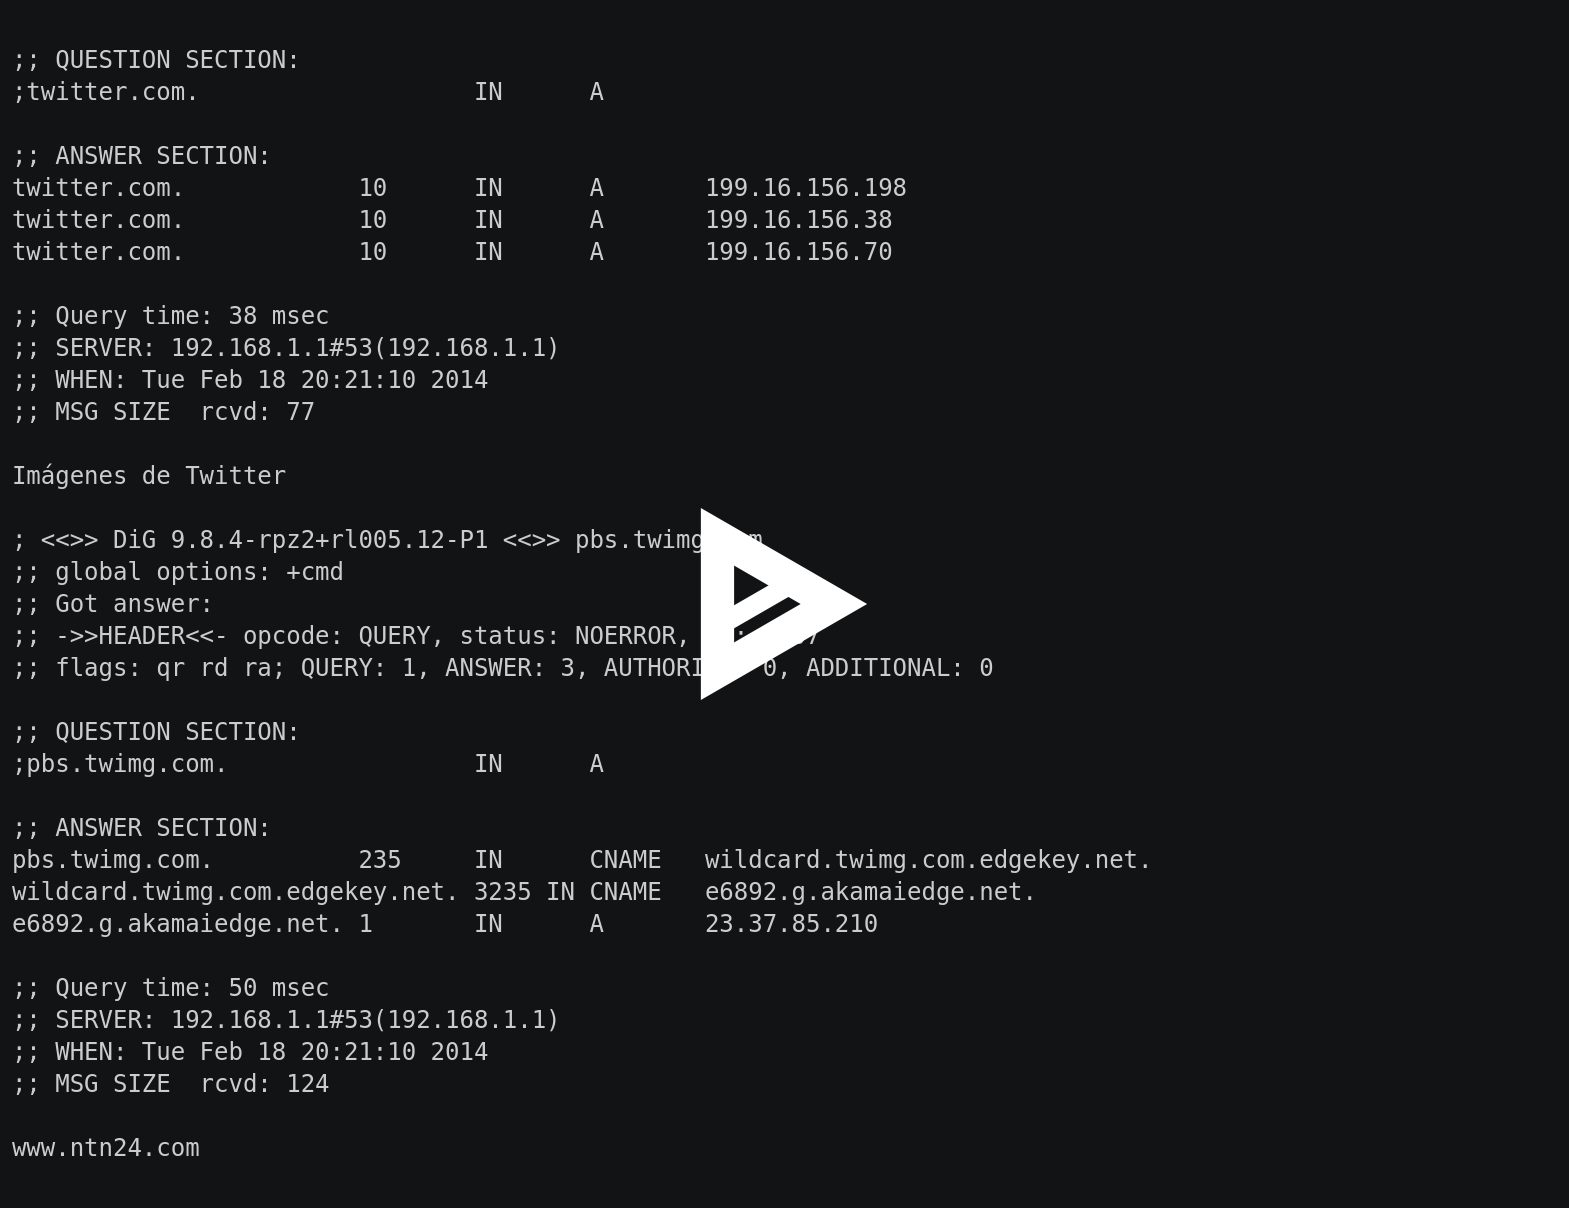 ;; QUESTION SECTION:
;twitter.com. IN A
;; ANSWER SECTION:
twitter.com. 10 IN A 199.16.156.198
twitter.com. 10 IN A 199.16.156.38
twitter.com. 10 IN A 199.16.156.70
;; Query time: 38 msec
;; SERVER: 192.168.1.1#53(192.168.1.1)
;; WHEN: Tue Feb 18 20:21:10 2014
;; MSG SIZE  rcvd: 77
Imágenes de Twitter
; <<>> DiG 9.8.4-rpz2+rl005.12-P1 <<>>
;; global options: +cmd
;; Got answer:
;; ->>HEADER<<- opcode: QUERY, status: NOERROR,
;; flags: qr rd ra; QUERY: 1, ANSWER: 3, 0, ADDITIONAL: 0
;; QUESTION SECTION:
;pbs.twimg.com. IN A
;; ANSWER SECTION:
pbs.twimg.com. 235 IN CNAME wildcard.twimg.com.edgekey.net.
wildcard.twimg.com.edgekey.net. 3235 IN CNAME e6892.g.akamaiedge.net.
e6892.g.akamaiedge.net. 1 IN A 23.37.85.210
;; Query time: 50 msec
;; SERVER: 192.168.1.1#53(192.168.1.1)
;; WHEN: Tue Feb 18 20:21:10 2014
;; MSG SIZE  rcvd: 124
www.ntn24.com